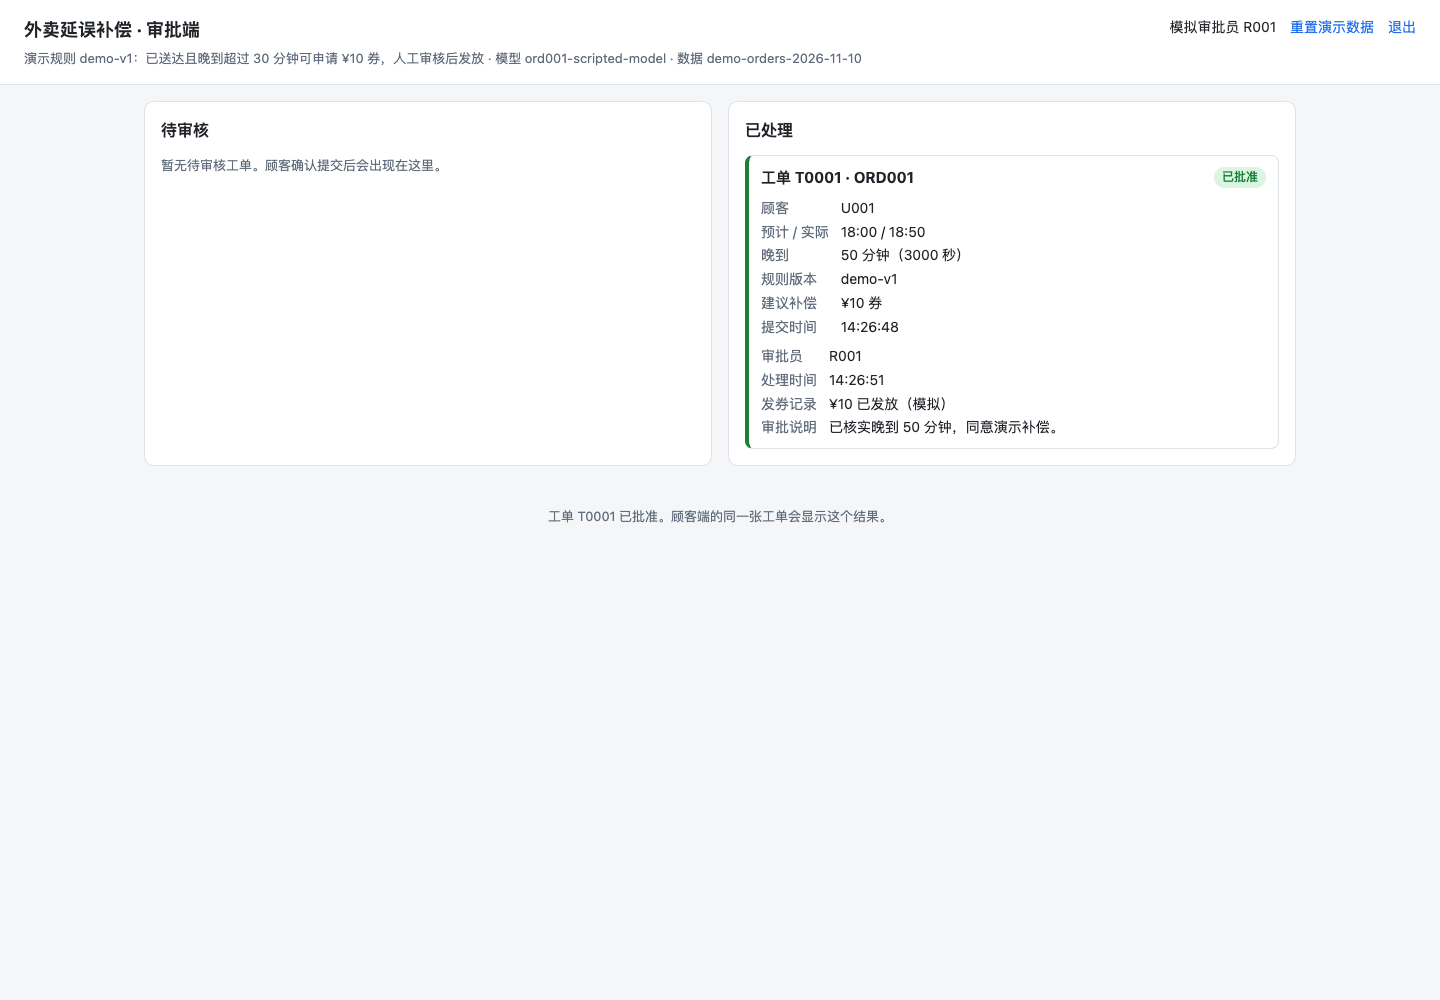 外卖延误补偿 · 审批端
演示规则 demo-v1：已送达且晚到超过 30 分钟可申请 ¥10 券，人工审核后发放 · 模型 ord001-scripted-model · 数据 demo-orders-2026-11-10
模拟审批员 R001 重置演示数据 退出
待审核
暂无待审核工单。顾客确认提交后会出现在这里。
已处理
工单 T0001 · ORD001 已批准
顾客 U001
预计 / 实际 18:00 / 18:50
晚到 50 分钟（3000 秒）
规则版本 demo-v1
建议补偿 ¥10 券
提交时间 14:26:48
审批员 R001
处理时间 14:26:51
发券记录 ¥10 已发放（模拟）
审批说明 已核实晚到 50 分钟，同意演示补偿。
工单 T0001 已批准。顾客端的同一张工单会显示这个结果。